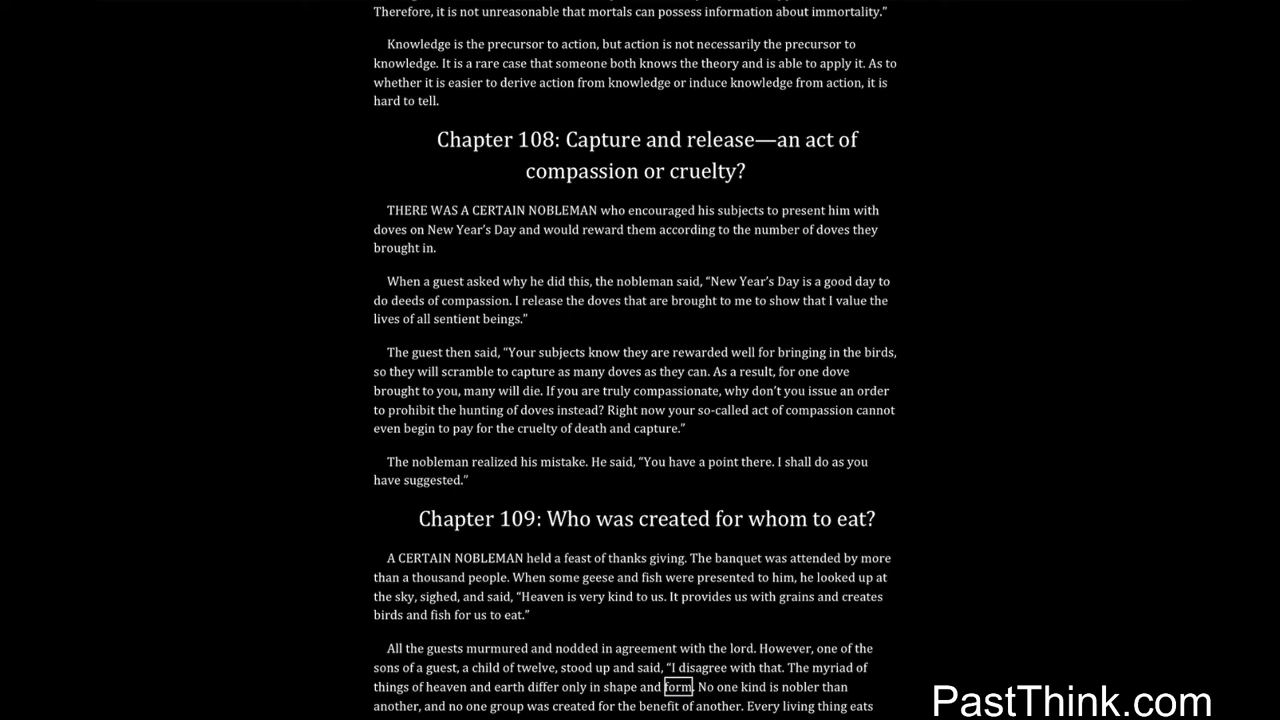 Therefore, it is not unreasonable that mortals can possess information about immortality.”
Knowledge is the precursor to action, but action is not necessarily the precursor to
knowledge. It is a rare case that someone both knows the theory and is able to apply it. As to
whether it is easier to derive action from knowledge or induce knowledge from action, it is
hard to tell.
Chapter 108: Capture and release—an act of
compassion or cruelty?
THERE WAS A CERTAIN NOBLEMAN who encouraged his subjects to present him with
doves on New Year’s Day and would reward them according to the number of doves they
brought in.
When a guest asked why he did this, the nobleman said, “New Year’s Day is a good day to
do deeds of compassion. I release the doves that are brought to me to show that I value the
lives of all sentient beings.”
The guest then said, “Your subjects know they are rewarded well for bringing in the birds,
so they will scramble to capture as many doves as they can. As a result, for one dove
brought to you, many will die. If you are truly compassionate, why don’t you issue an order
to prohibit the hunting of doves instead? Right now your so-called act of compassion cannot
even begin to pay for the cruelty of death and capture.”
The nobleman realized his mistake. He said, “You have a point there. I shall do as you
have suggested.”
Chapter 109: Who was created for whom to eat?
A CERTAIN NOBLEMAN held a feast of thanks giving. The banquet was attended by more
than a thousand people. When some geese and fish were presented to him, he looked up at
the sky, sighed, and said, “Heaven is very kind to us. It provides us with grains and creates
birds and fish for us to eat.”
All the guests murmured and nodded in agreement with the lord. However, one of the
sons of a guest, a child of twelve, stood up and said, “I disagree with that. The myriad of
things of heaven and earth differ only in shape and form. No one kind is nobler than
another, and no one group was created for the benefit of another. Every living thing eats
PastThink.com